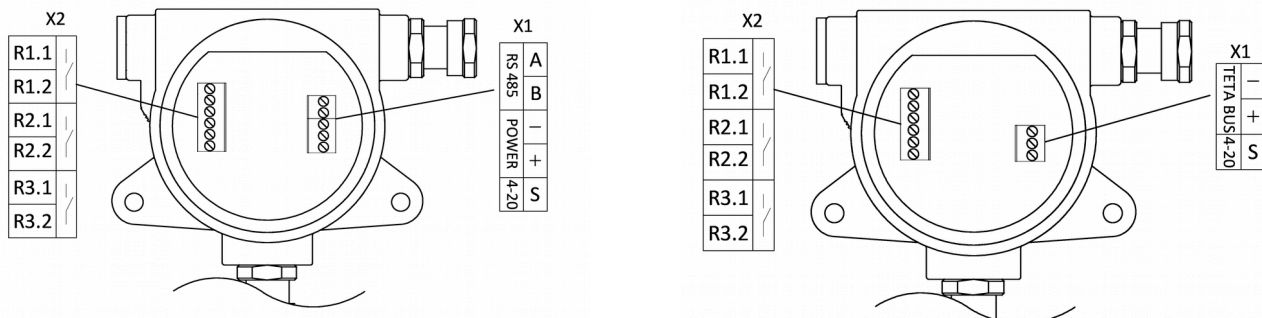 X2
R1.1
R1.2
R2.1
R2.2
R3.1
R3.2
X1
RS 485
A
B
POWER
−
+
4-20
S
X2
R1.1
R1.2
R2.1
R2.2
R3.1
R3.2
X1
TETA BUS
−
+
4-20
S